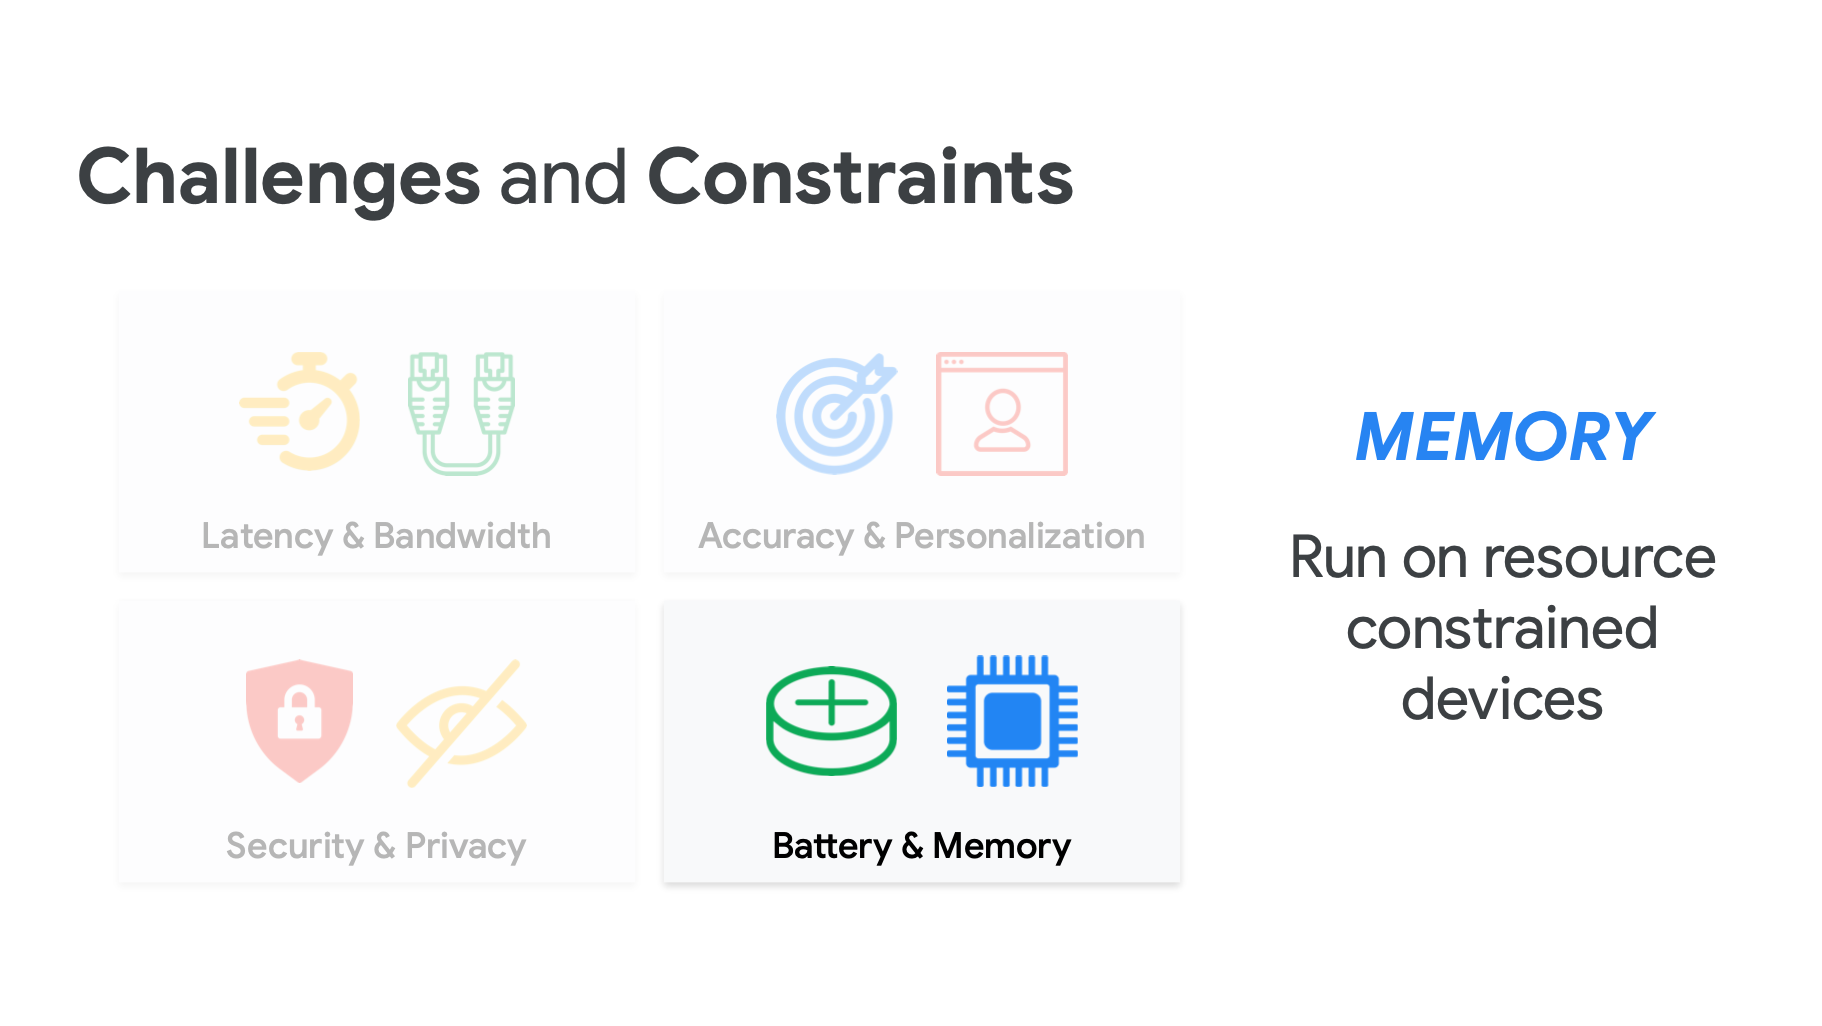 Challenges and Constraints
Latency & Bandwidth
Accuracy & Personalization
Security & Privacy
Battery & Memory
MEMORY
Run on resource
constrained
devices